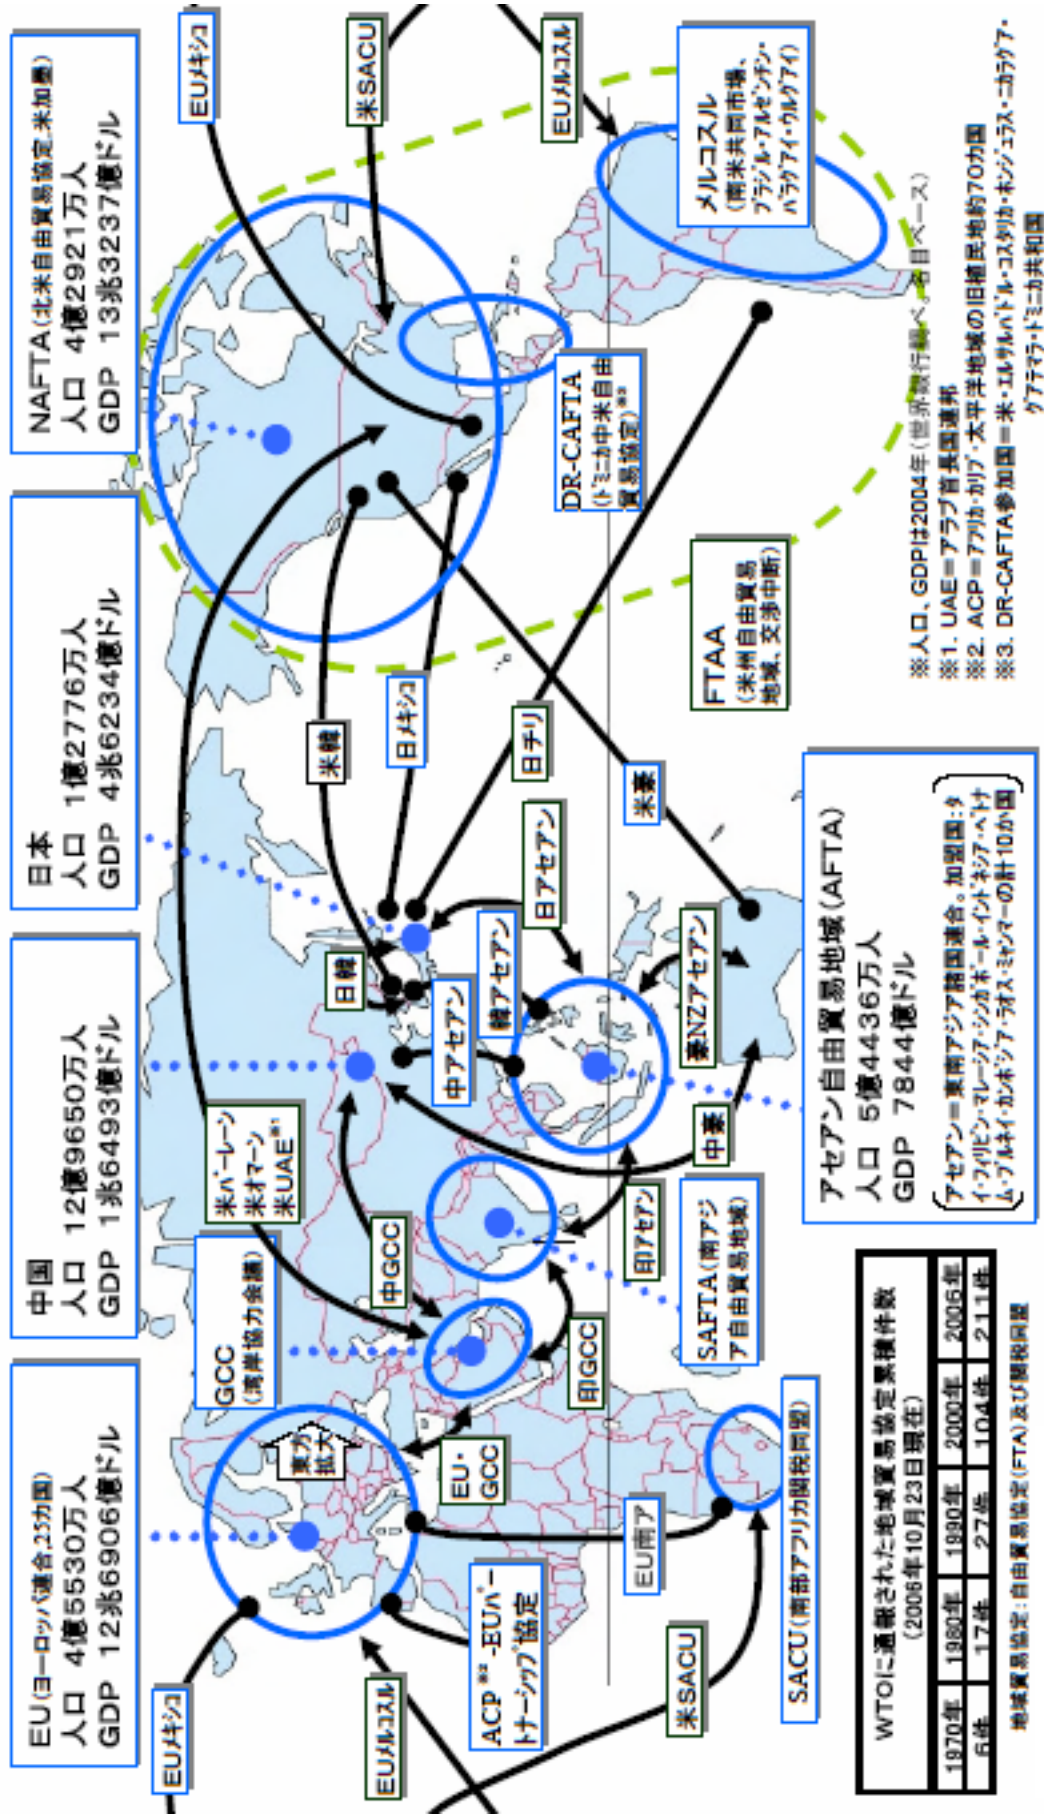 EU(ヨーロッパ連合,25カ国)
人口 4億5530万人
GDP 12兆6906億ドル
中国
人口 12億9650万人
GDP 1兆6493億ドル
日本
人口 1億2776万人
GDP 4兆6234億ドル
NAFTA(北米自由貿易協定,米加墨)
人口 4億2921万人
GDP 13兆3237億ドル
EUメキシコ
EUメキシコ
GCC
(湾岸協力会議)
米バーレーン
米オマーン
米UAE※1
東方
拡大
中GCC
日韓
米韓
日メキシコ
米SACU
EUメルコスル
EU・
GCC
中アセアン
韓アセアン
日アセアン
日チリ
DR-CAFTA
(ドミニカ中米自由
貿易協定)※3
EUメルコスル
ACP※2-EUパー
トナーシップ協定
EU南ア
印GCC
印アセアン
中豪
豪NZアセアン
米豪
FTAA
(米州自由貿易
地域、交渉中断)
メルコスル
(南米共同市場、
ブラジル・アルゼンチン・
パラグアイ・ウルグアイ)
米SACU
SACU(南部アフリカ関税同盟)
SAFTA(南アジ
ア自由貿易地域)
アセアン自由貿易地域(AFTA)
人口 5億4436万人
GDP 7844億ドル
アセアン=東南アジア諸国連合。加盟国:タ
イ・フィリピン・マレーシア・シンガポール・インドネシア・ベトナ
ム・ブルネイ・カンボジア・ラオス・ミャンマーの計10か国
※人口、GDPは2004年(世界銀行調べ。名目ベース)
※1. UAE=アラブ首長国連邦
※2. ACP=アフリカ・カリブ・太平洋地域の旧植民地約70カ国
※3. DR-CAFTA参加国=米・エルサルバドル・コスタリカ・ホンジュラス・ニカラグア・
グアテマラ・ドミニカ共和国
WTOに通報された地域貿易協定累積件数
(2006年10月23日現在)
1970年 1980年 1990年 2000年 2006年
6件 17件 27件 104件 211件
地域貿易協定:自由貿易協定(FTA)及び関税同盟